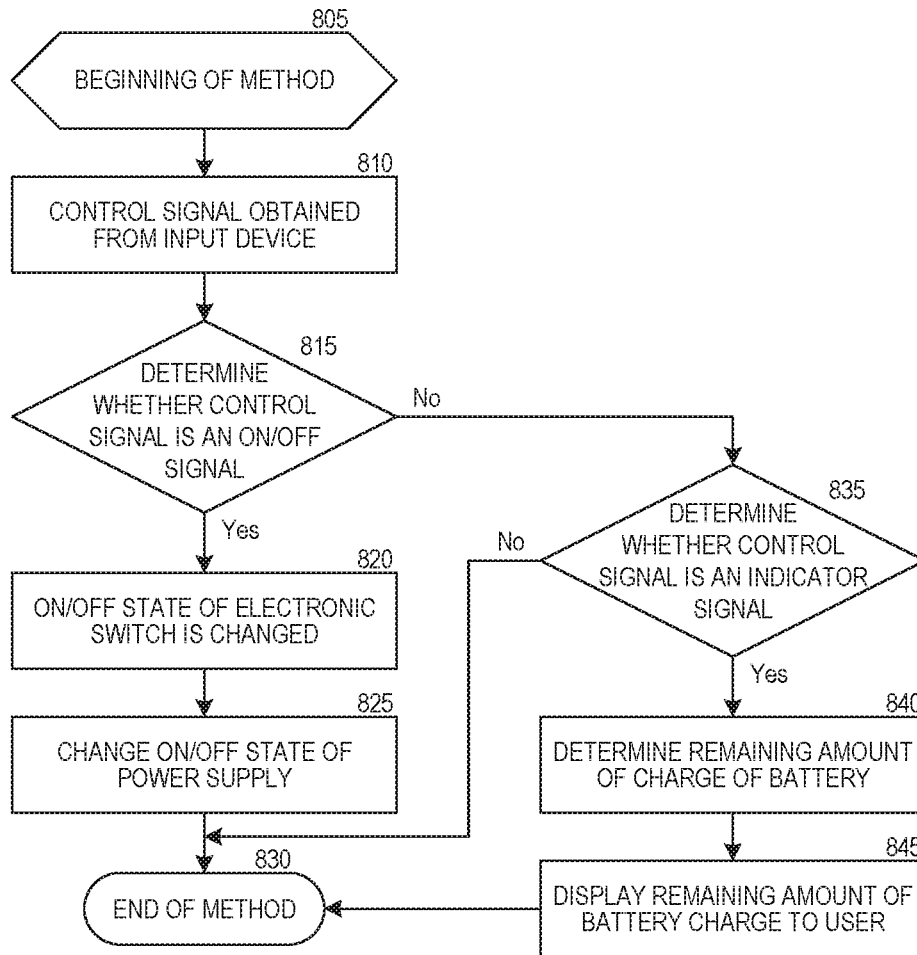 805
BEGINNING OF METHOD
810
CONTROL SIGNAL OBTAINED
FROM INPUT DEVICE
815
DETERMINE
WHETHER CONTROL
SIGNAL IS AN ON/OFF
SIGNAL
No
Yes
820
ON/OFF STATE OF ELECTRONIC
SWITCH IS CHANGED
825
CHANGE ON/OFF STATE OF
POWER SUPPLY
830
END OF METHOD
835
DETERMINE
WHETHER CONTROL
SIGNAL IS AN INDICATOR
SIGNAL
No
Yes
840
DETERMINE REMAINING AMOUNT
OF CHARGE OF BATTERY
845
DISPLAY REMAINING AMOUNT OF
BATTERY CHARGE TO USER